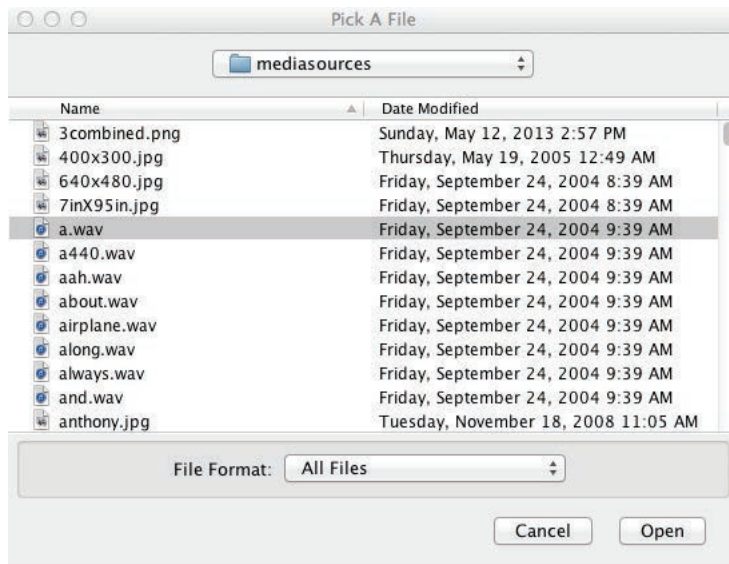 Pick A File
mediasources
Name Date Modified
3combined.png Sunday, May 12, 2013 2:57 PM
400x300.jpg Thursday, May 19, 2005 12:49 AM
640x480.jpg Friday, September 24, 2004 8:39 AM
7inX95in.jpg Friday, September 24, 2004 8:39 AM
a.wav Friday, September 24, 2004 9:39 AM
a440.wav Friday, September 24, 2004 9:39 AM
aah.wav Friday, September 24, 2004 9:39 AM
about.wav Friday, September 24, 2004 9:39 AM
airplane.wav Friday, September 24, 2004 9:39 AM
along.wav Friday, September 24, 2004 9:39 AM
always.wav Friday, September 24, 2004 9:39 AM
and.wav Friday, September 24, 2004 9:39 AM
anthony.jpg Tuesday, November 18, 2008 11:05 AM
File Format: All Files
Cancel Open